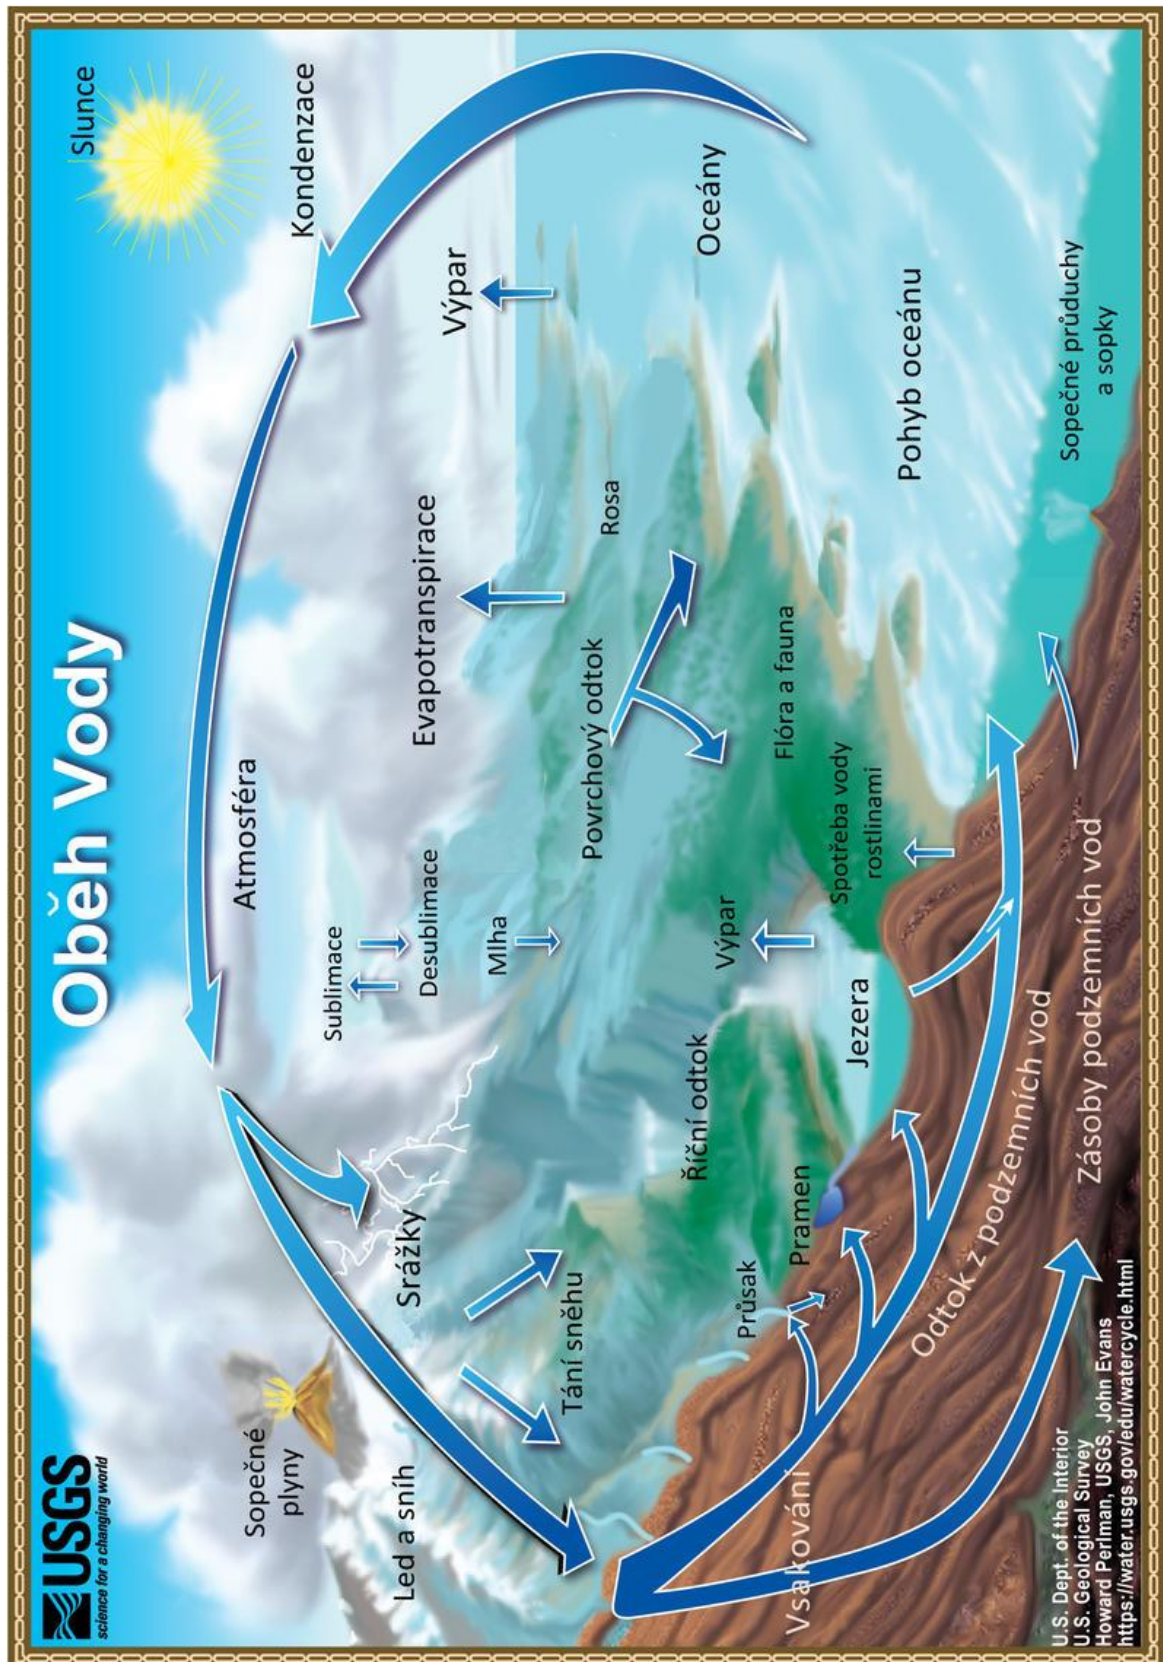 USGS
science for a changing world
Oběh Vody
Slunce
Kondenzace
Sopečné
plyny
Atmosféra
Led a sníh
Srážky
Sublimace
Desublimace
Evapotranspirace
Výpar
Mlha
Tání sněhu
Povrchový odtok
Rosa
Oceány
Říční odtok
Výpar
Průsak
Pramen
Flóra a fauna
Jezera
Spotřeba vody
rostlinami
Pohyb oceánu
Vsakování
Odtok z podzemních vod
Zásoby podzemních vod
Sopečné průduchy
a sopky
U.S. Dept. of the Interior
U.S. Geological Survey
Howard Perlman, USGS, John Evans
https://water.usgs.gov/edu/watercycle.html